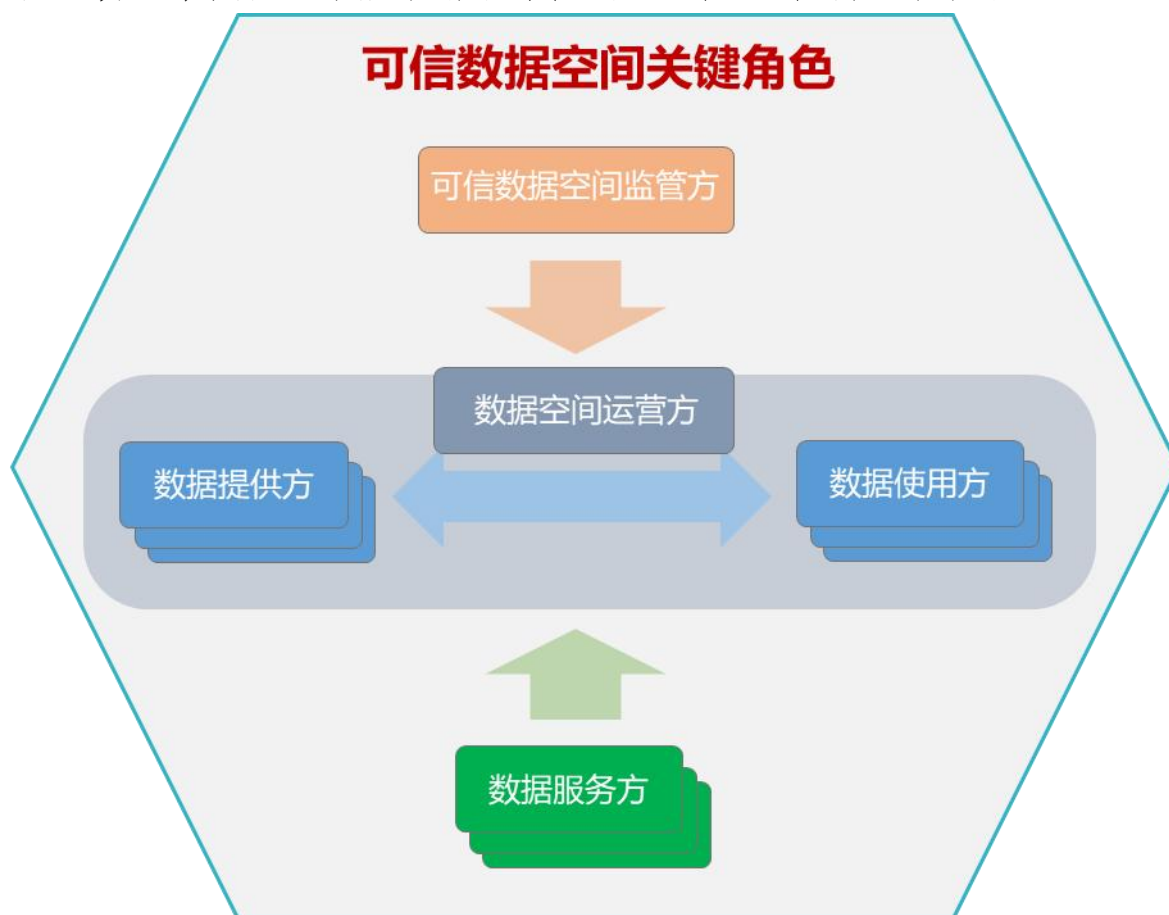 可信数据空间关键角色
可信数据空间监管方
数据空间运营方
数据提供方
数据使用方
数据服务方